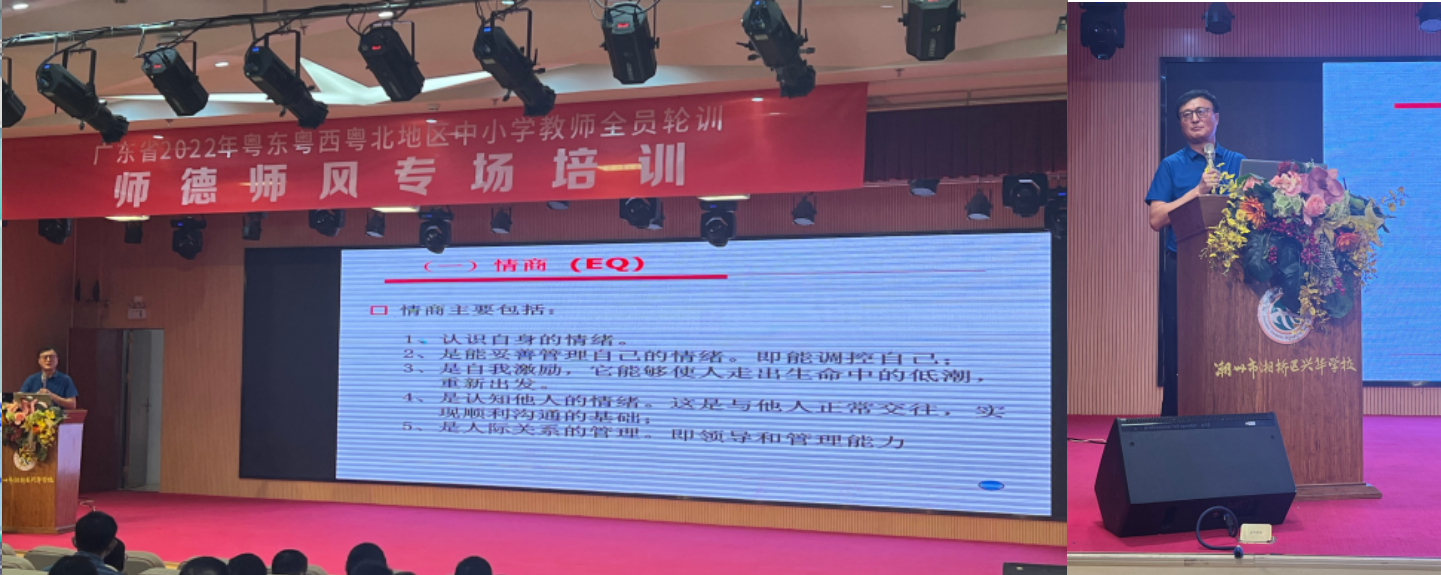 广东省2022年粤东粤西粤北地区中小学教师全员轮训
师德师风专场培训
(一)情商(EQ)
情商主要包括:
1、认识自身的情绪。
2、是能妥善管理自己的情绪。即能调控自己;
3、是自我激励,它能够使人走出生命中的低潮,
重新出发。
4、是认知他人的情绪。这是与他人正常交往,实
现顺利沟通的基础;
5、是人际关系的管理。即领导和管理能力
潮州市湘桥区兴华学校